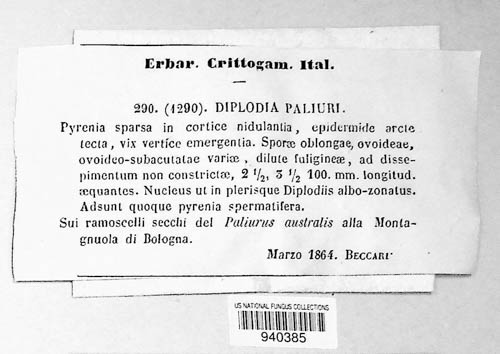 Erbar. Crittogam. Ital.
290. (1290). DIPLODIA PALIURI.
Pyrenia sparsa in cortice nidulantia, epidermide arcte
tecta, vix vertice emergentia. Sporæ oblongæ, ovoideæ,
ovoideo-subacutatae variæ, dilute fuligineæ, ad disse-
pimentum non constrictæ, 2 1/2, 3 1/2 100. mm. longitud.
æquantes. Nucleus ut in plerisque Diplodiis albo-zonatus.
Adsunt quoque pyrenia spermatifera.
Sui ramoscelli secchi del Paliurus australis alla Monta-
gnuola di Bologna.
Marzo 1864. BECCARI
US NATIONAL FUNGUS COLLECTIONS
940385